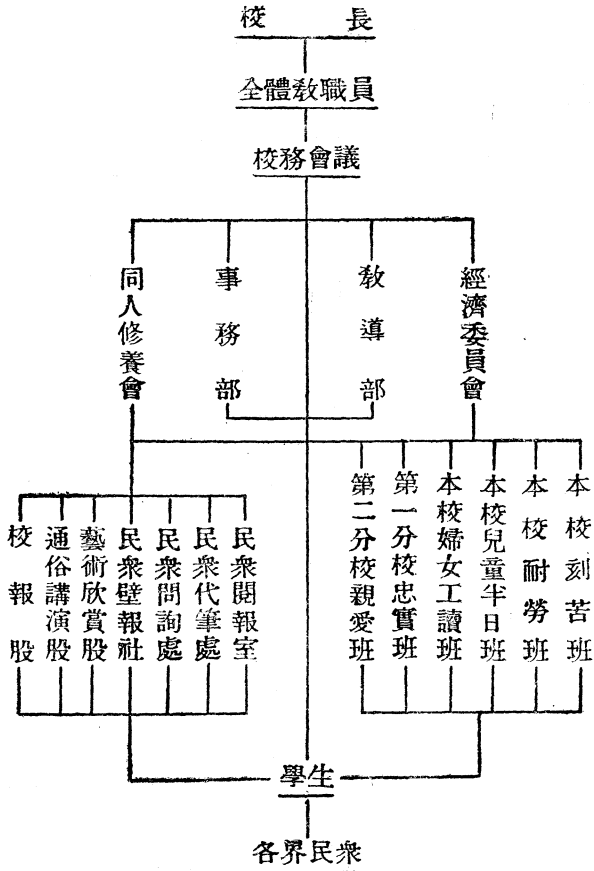 校長
全體教職員
校務會議
經濟委員會
教導部
事務部
同人修養會
本校刻苦班
本校耐勞班
本校兒童半日班
本校婦女工讀班
第一分校忠實班
第二分校親愛班
民衆閱報室
民衆代筆處
民衆問詢處
民衆壁報社
藝術欣賞股
通俗講演股
校報股
學生
各界民衆